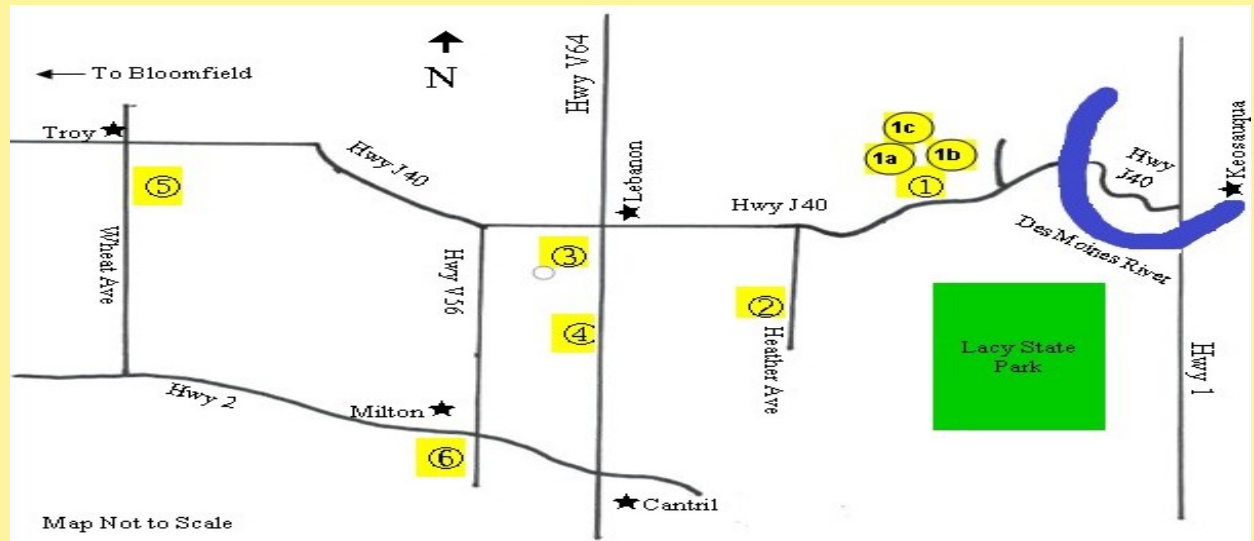 To Bloomfield
N
Hwy V64
Troy
Hwy J40
Lebanon
1c
1a
1b
①
Hwy J40
Hwy
J40
Keosauqua
⑤
Wheat Ave
Hwy V56
③
④
②
Heather Ave
Des Moines River
Lacy State
Park
Hwy 1
Hwy 2
Milton
⑥
Cantril
Map Not to Scale